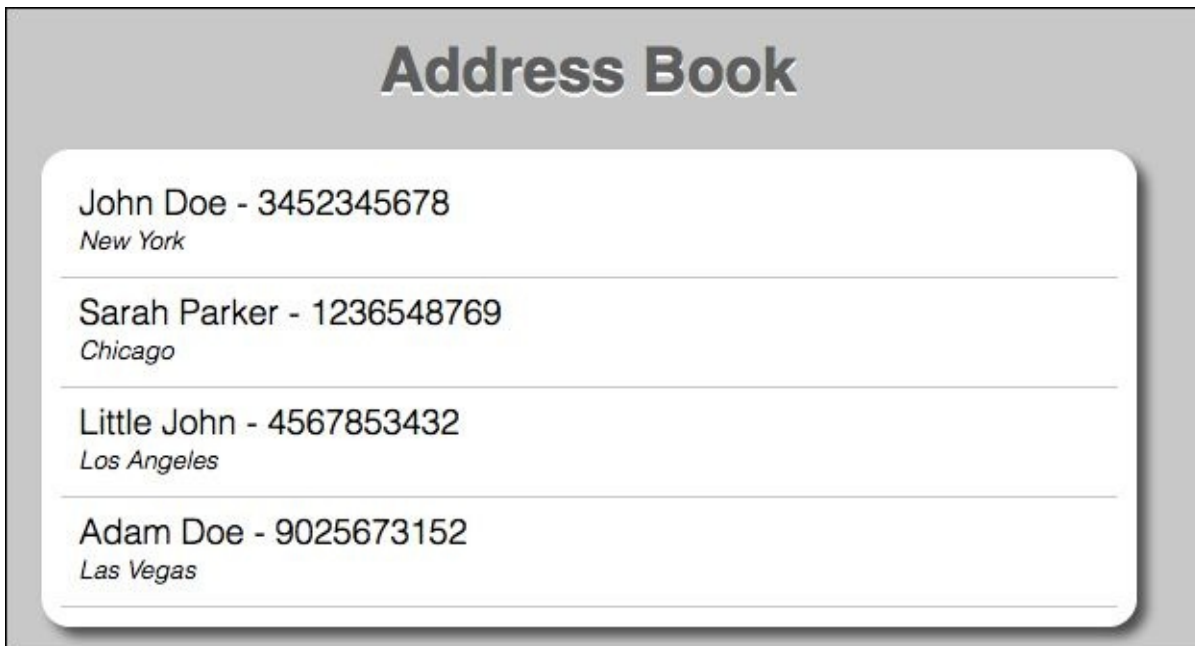 Address Book
John Doe - 3452345678
New York
Sarah Parker - 1236548769
Chicago
Little John - 4567853432
Los Angeles
Adam Doe - 9025673152
Las Vegas